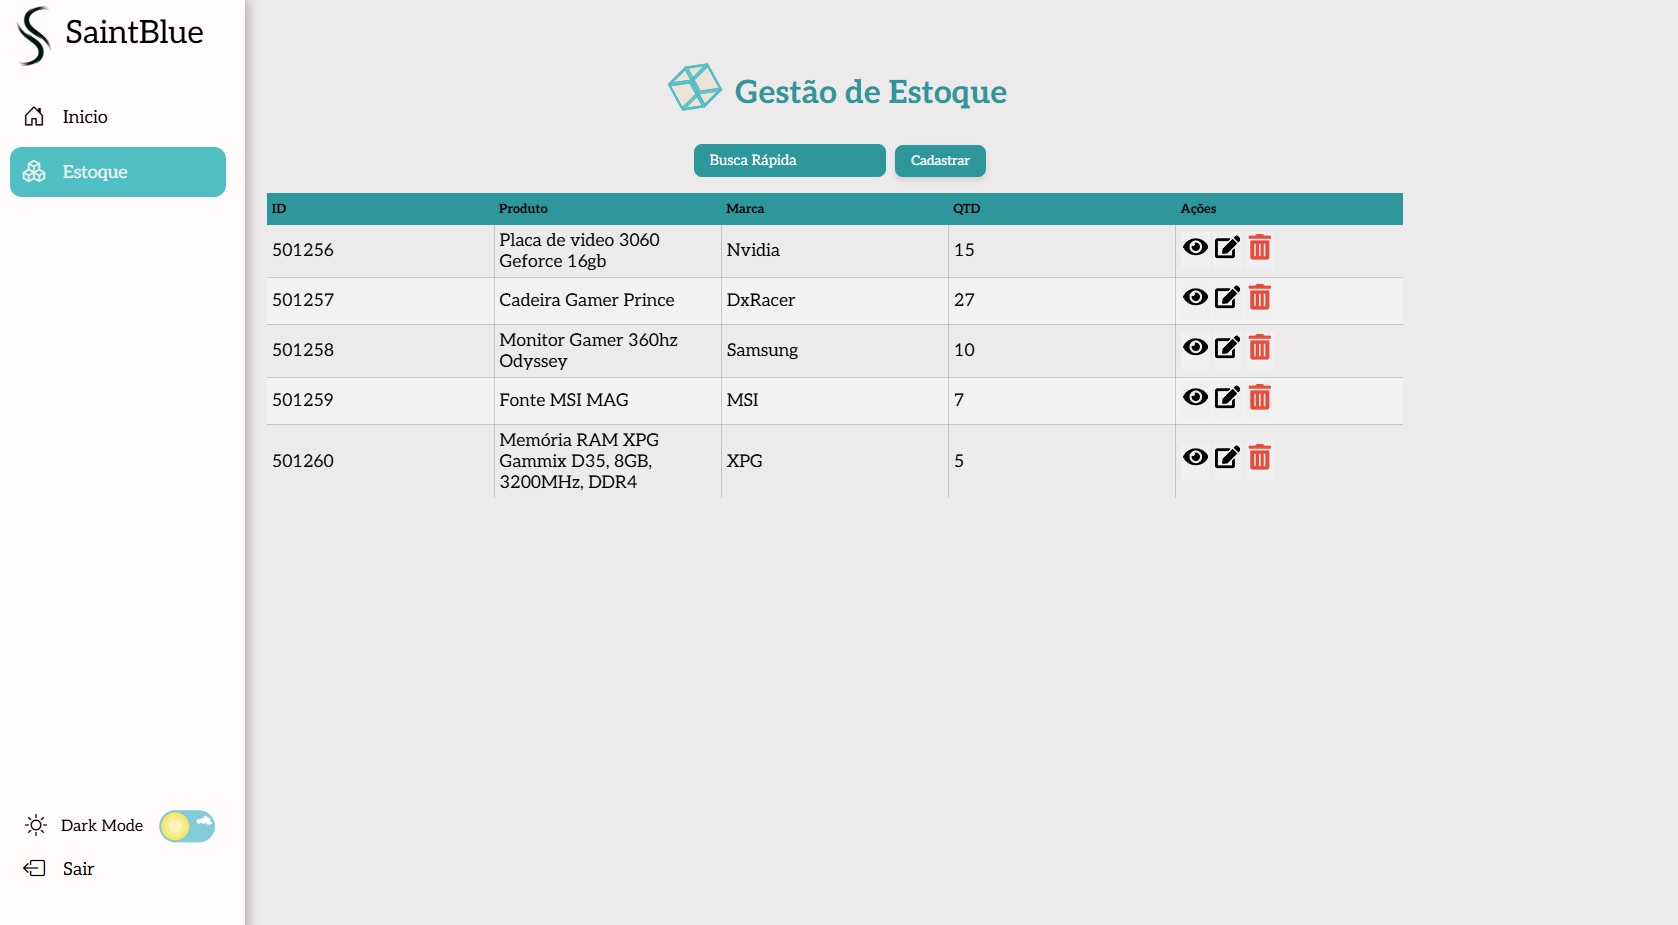 SaintBlue
Inicio
Estoque
Gestão de Estoque
Busca Rápida
Cadastrar
ID Produto Marca QTD Ações
501256 Placa de video 3060 Geforce 16gb Nvidia 15
501257 Cadeira Gamer Prince DxRacer 27
501258 Monitor Gamer 360hz Odyssey Samsung 10
501259 Fonte MSI MAG MSI 7
501260 Memória RAM XPG Gammix D35, 8GB, 3200MHz, DDR4 XPG 5
Dark Mode
Sair